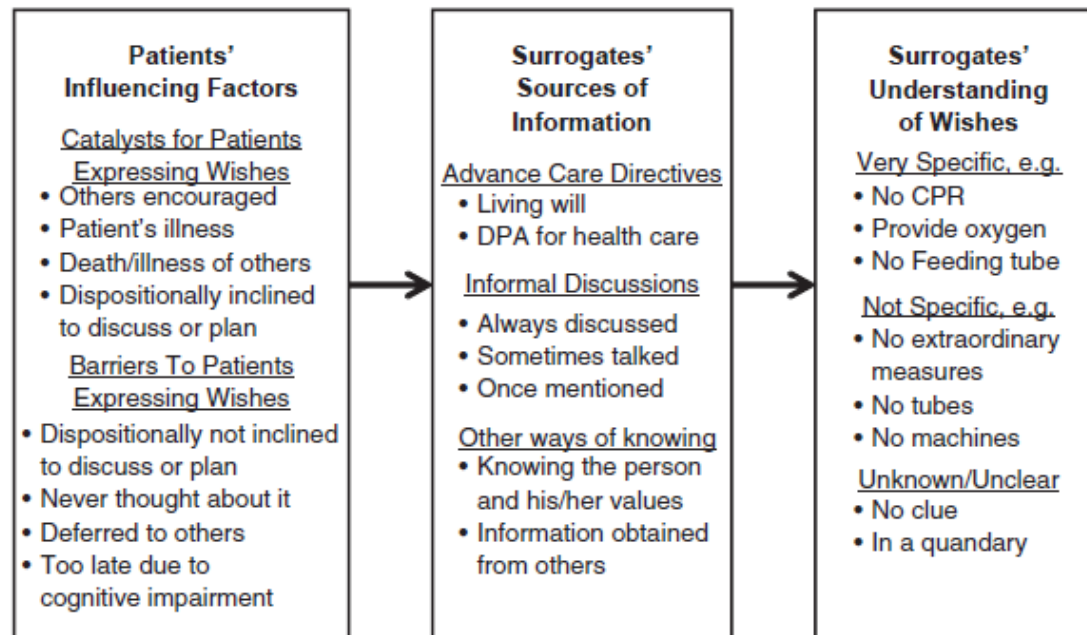 Patients’
Influencing Factors
Catalysts for Patients
Expressing Wishes
• Others encouraged
• Patient’s illness
• Death/illness of others
• Dispositionally inclined
to discuss or plan
Barriers To Patients
Expressing Wishes
• Dispositionally not inclined
to discuss or plan
• Never thought about it
• Deferred to others
• Too late due to
cognitive impairment
Surrogates’
Sources of
Information
Advance Care Directives
• Living will
• DPA for health care
Informal Discussions
• Always discussed
• Sometimes talked
• Once mentioned
Other ways of knowing
• Knowing the person
and his/her values
• Information obtained
from others
Surrogates’
Understanding
of Wishes
Very Specific, e.g.
• No CPR
• Provide oxygen
• No Feeding tube
Not Specific, e.g.
• No extraordinary
measures
• No tubes
• No machines
Unknown/Unclear
• No clue
• In a quandary